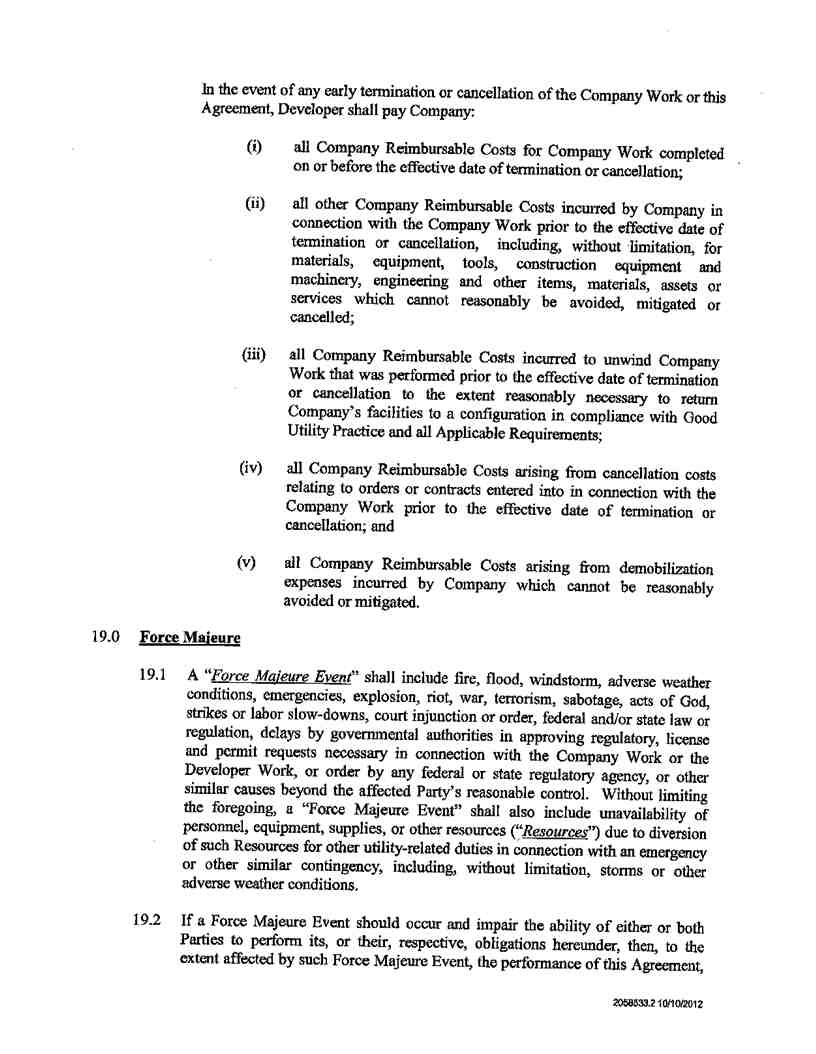 In the event of any early termination or cancellation of the Company Work or this
Agreement, Developer shall pay Company:
(i) all Company Reimbursable Costs for Company Work completed
on or before the effective date of termination or cancellation;
(ii) all other Company Reimbursable Costs incurred by Company in
connection with the Company Work prior to the effective date of
termination or cancellation, including, without limitation, for
materials, equipment, tools, construction equipment and
machinery, engineering and other items, materials, assets or
services which cannot reasonably be avoided, mitigated or
cancelled;
(iii) all Company Reimbursable Costs incurred to unwind Company
Work that was performed prior to the effective date of termination
or cancellation to the extent reasonably necessary to return
Company's facilities to a configuration in compliance with Good
Utility Practice and all Applicable Requirements;
(iv) all Company Reimbursable Costs arising from cancellation costs
relating to orders or contracts entered into in connection with the
Company Work prior to the effective date of termination or
cancellation; and
(v) all Company Reimbursable Costs arising from demobilization
expenses incurred by Company which cannot be reasonably
avoided or mitigated.
19.0 Force Majeure
19.1 A "Force Majeure Event" shall include fire, flood, windstorm, adverse weather
conditions, emergencies, explosion, riot, war, terrorism, sabotage, acts of God,
strikes or labor slow-downs, court injunction or order, federal and/or state law or
regulation, delays by governmental authorities in approving regulatory, license
and permit requests necessary in connection with the Company Work or the
Developer Work, or order by any federal or state regulatory agency, or other
similar causes beyond the affected Party's reasonable control. Without limiting
the foregoing, a "Force Majeure Event" shall also include unavailability of
personnel, equipment, supplies, or other resources ("Resources") due to diversion
of such Resources for other utility-related duties in connection with an emergency
or other similar contingency, including, without limitation, storms or other
adverse weather conditions.
19.2 If a Force Majeure Event should occur and impair the ability of either or both
Parties to perform its, or their, respective, obligations hereunder, then, to the
extent affected by such Force Majeure Event, the performance of this Agreement,
2058533.2 10/10/2012